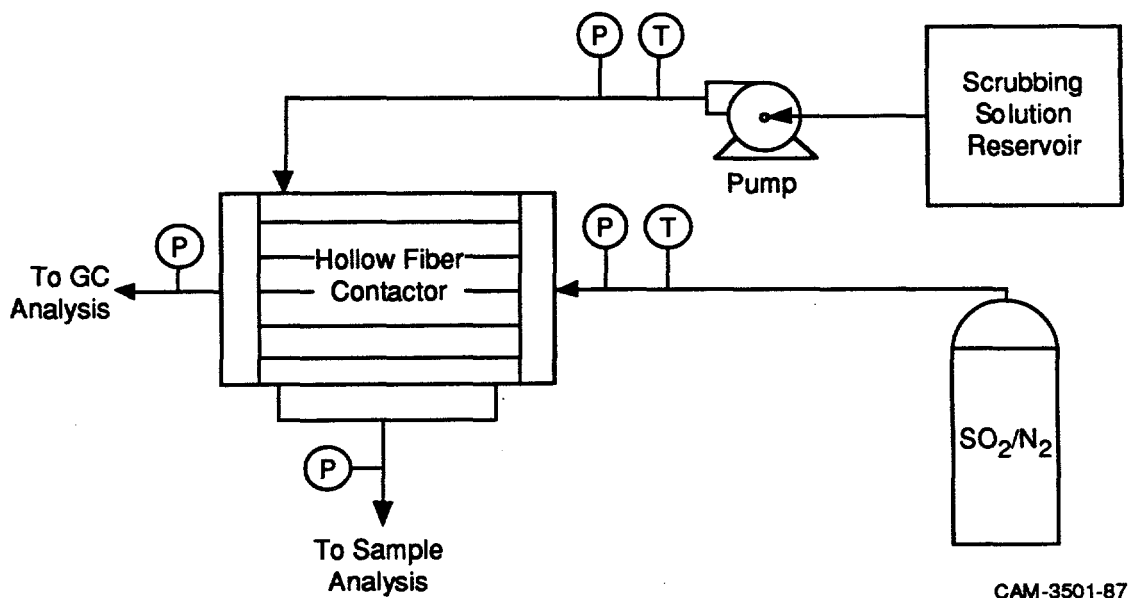 P
T
Scrubbing
Solution
Reservoir
Pump
P
P
T
Hollow Fiber
Contactor
To GC
Analysis
SO₂/N₂
P
To Sample
Analysis
CAM-3501-87